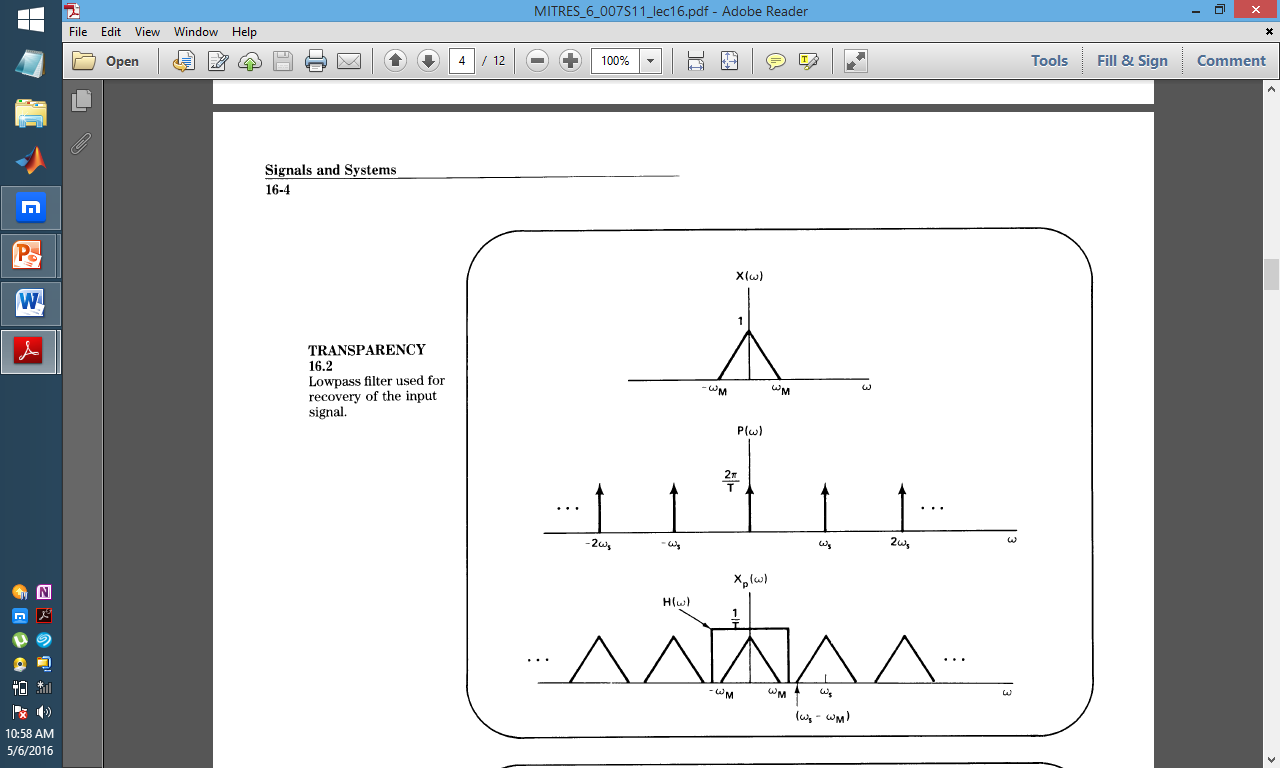 MITRES_6_007S11_lec16.pdf - Adobe Reader
File Edit View Window Help
Open 4 / 12 100% Tools Fill & Sign Comment
Signals and Systems
16-4
TRANSPARENCY
16.2
Lowpass filter used for
recovery of the input
signal.
X(ω)
1
-ωM ωM ω
P(ω)
2π
T
... ...
-2ωs -ωs ωs 2ωs ω
Xp(ω)
H(ω)
1
T
... ...
-ωM ωM ωs ω
(ωs - ωM)
10:58 AM
5/6/2016